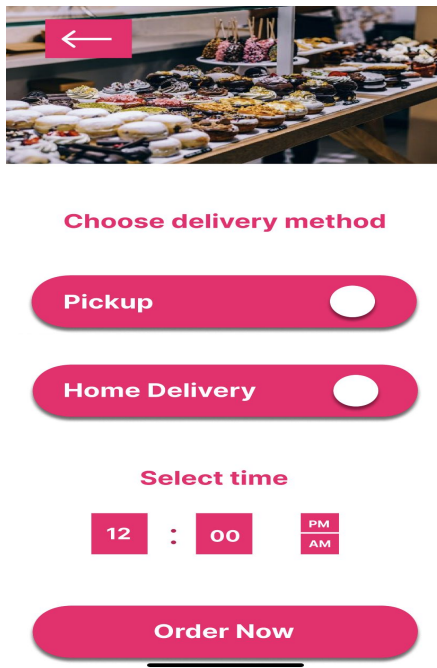 Choose delivery method
Pickup
Home Delivery
Select time
12 : 00
PM
AM
Order Now